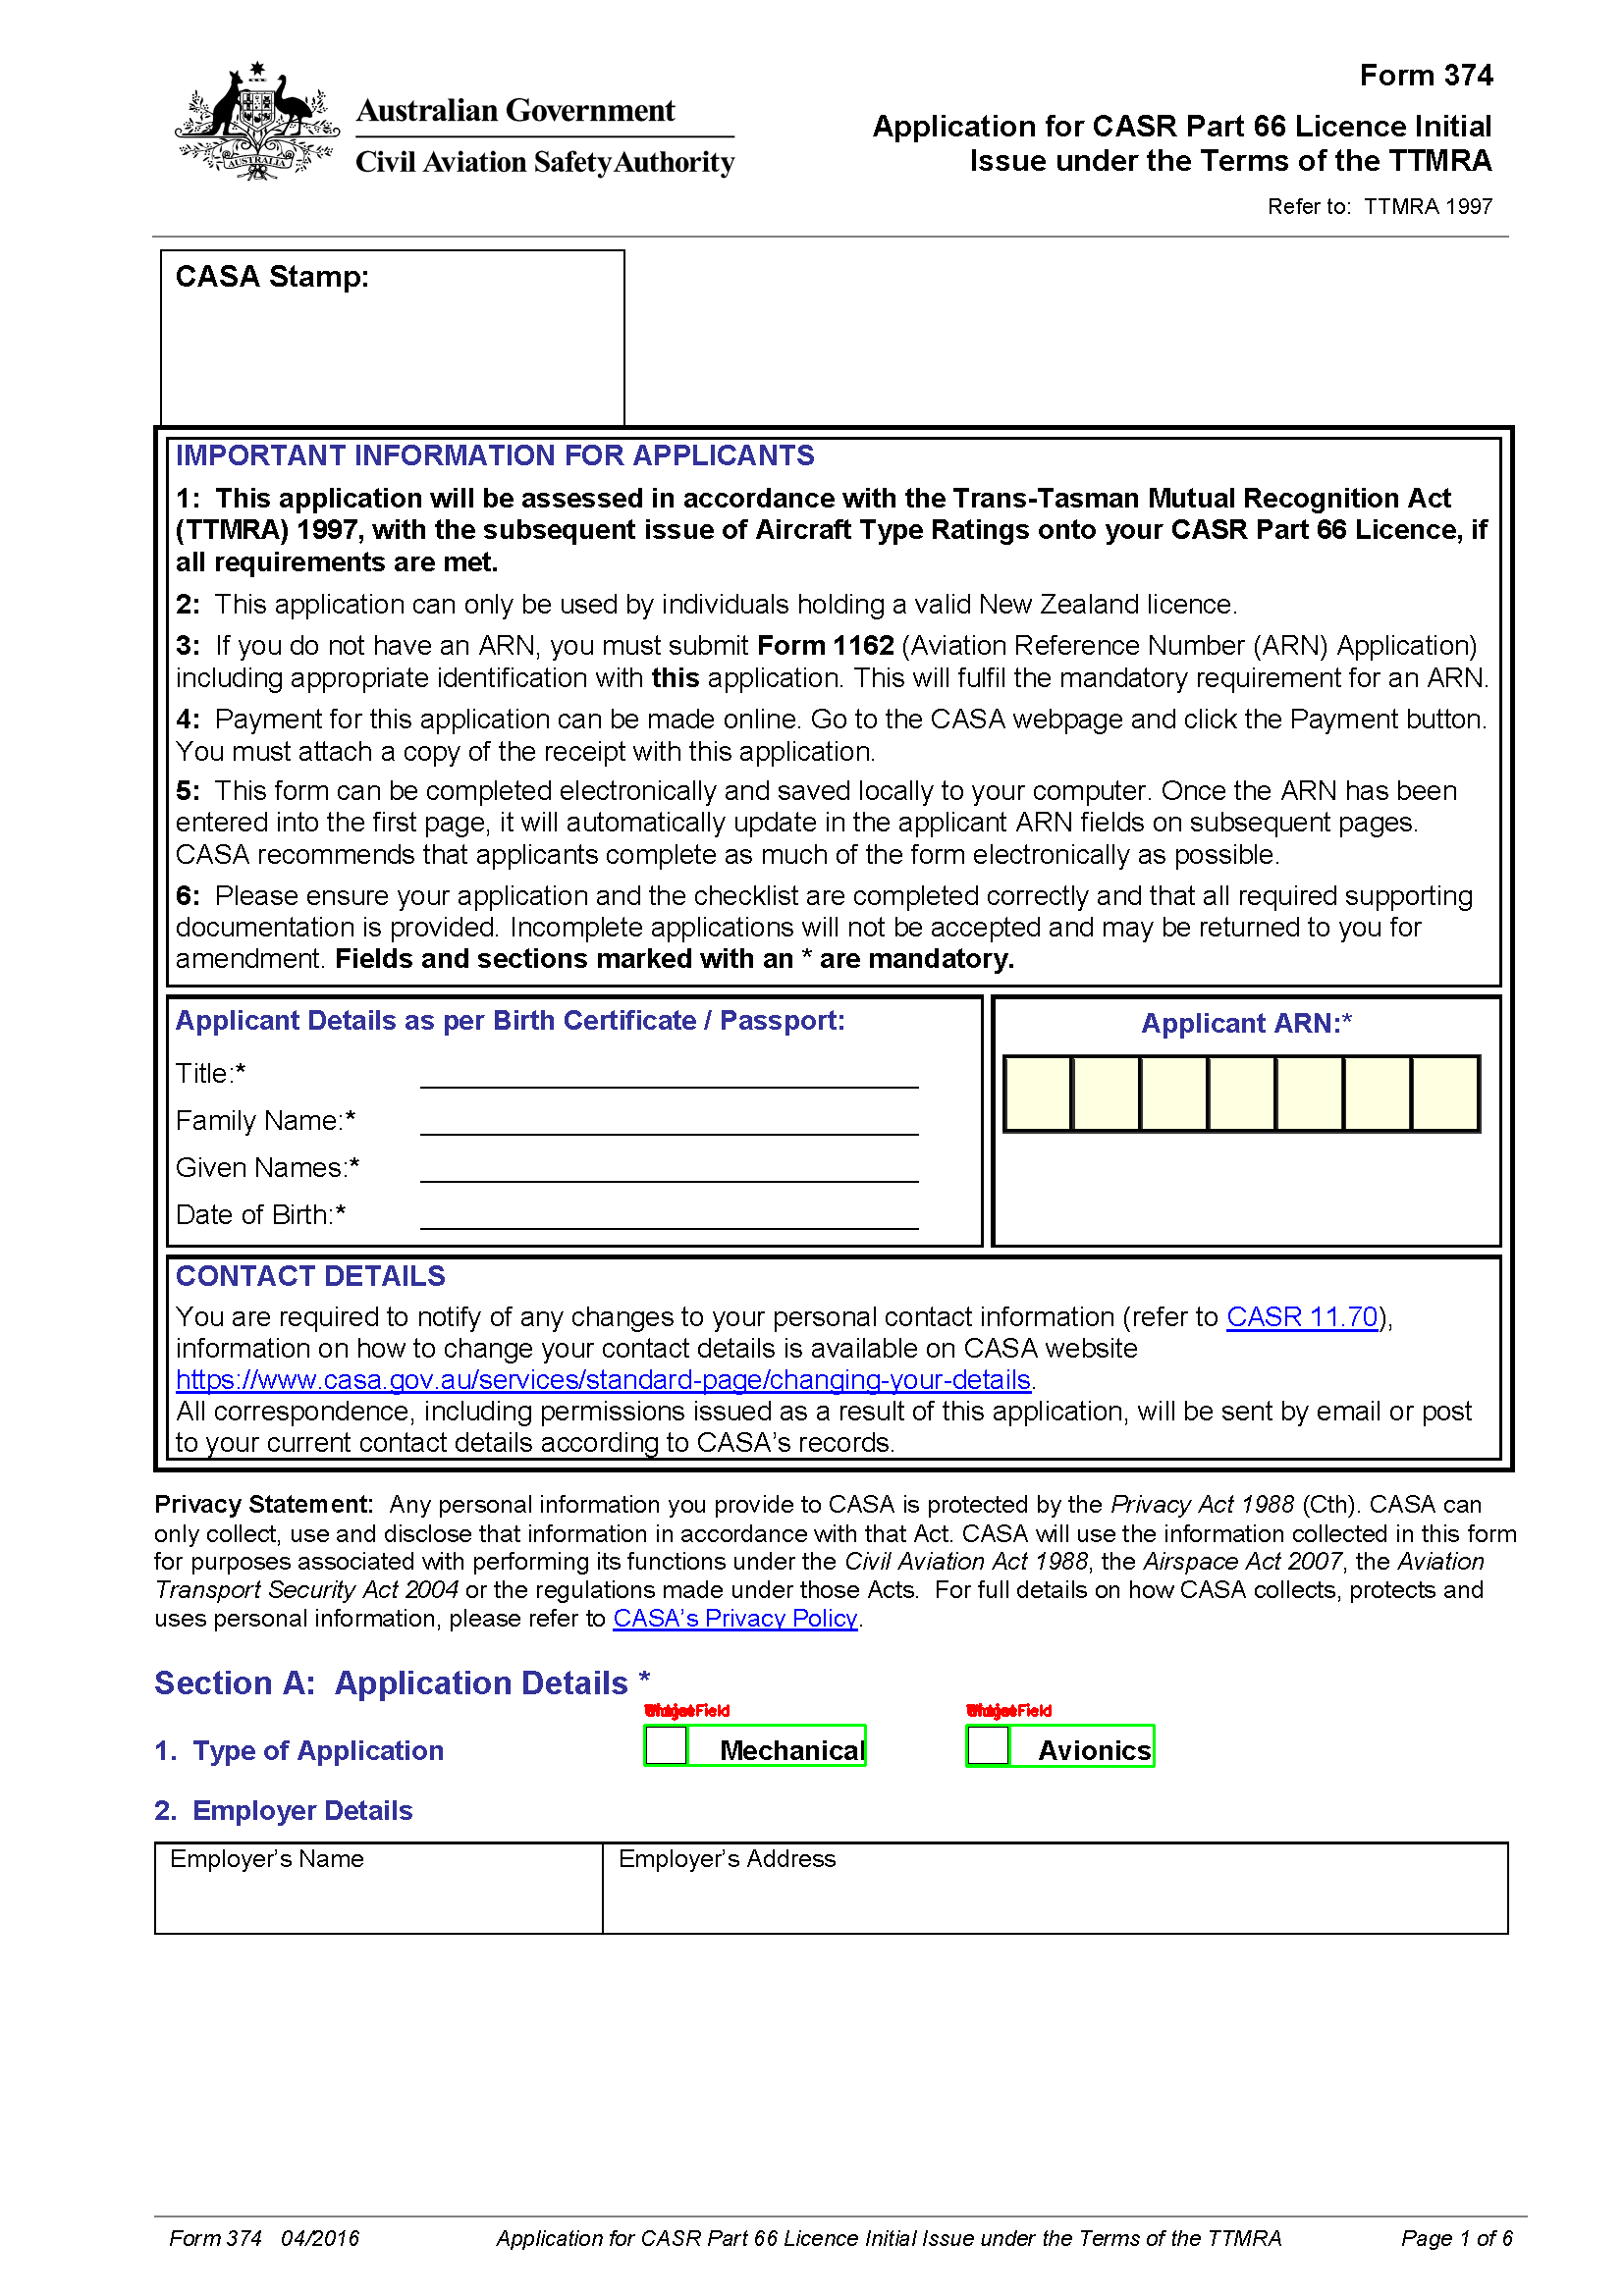 Form 374
Australian Government
Application for CASR Part 66 Licence Initial
Civil Aviation Safety Authority
Issue under the Terms of the TTMRA
AUSTRALIA
Refer to: TTMRA 1997
CASA Stamp:
IMPORTANT INFORMATION FOR APPLICANTS
1: This application will be assessed in accordance with the Trans-Tasman Mutual Recognition Act
(TTMRA) 1997, with the subsequent issue of Aircraft Type Ratings onto your CASR Part 66 Licence, if
all requirements are met.
2: This application can only be used by individuals holding a valid New Zealand licence.
3: If you do not have an ARN, you must submit Form 1162 (Aviation Reference Number (ARN) Application)
including appropriate identification with this application. This will fulfil the mandatory requirement for an ARN.
4: Payment for this application can be made online. Go to the CASA webpage and click the Payment button.
You must attach a copy of the receipt with this application.
5: This form can be completed electronically and saved locally to your computer. Once the ARN has been
entered into the first page, it will automatically update in the applicant ARN fields on subsequent pages.
CASA recommends that applicants complete as much of the form electronically as possible.
6: Please ensure your application and the checklist are completed correctly and that all required supporting
documentation is provided. Incomplete applications will not be accepted and may be returned to you for
amendment. Fields and sections marked with an * are mandatory.
Applicant Details as per Birth Certificate / Passport:
Title:*
Family Name:*
Given Names:*
Date of Birth:*
Applicant ARN:*
CONTACT DETAILS
You are required to notify of any changes to your personal contact information (refer to CASR 11.70),
information on how to change your contact details is available on CASA website
https://www.casa.gov.au/services/standard-page/changing-your-details.
All correspondence, including permissions issued as a result of this application, will be sent by email or post
to your current contact details according to CASA's records.
Privacy Statement: Any personal information you provide to CASA is protected by the Privacy Act 1988 (Cth). CASA can
only collect, use and disclose that information in accordance with that Act. CASA will use the information collected in this form
for purposes associated with performing its functions under the Civil Aviation Act 1988, the Airspace Act 2007, the Aviation
Transport Security Act 2004 or the regulations made under those Acts. For full details on how CASA collects, protects and
uses personal information, please refer to CASA's Privacy Policy.
Section A: Application Details *
Field Field
1. Type of Application Mechanical Avionics
2. Employer Details
Employer's Name Employer's Address
Form 374 04/2016 Application for CASR Part 66 Licence Initial Issue under the Terms of the TTMRA Page 1 of 6